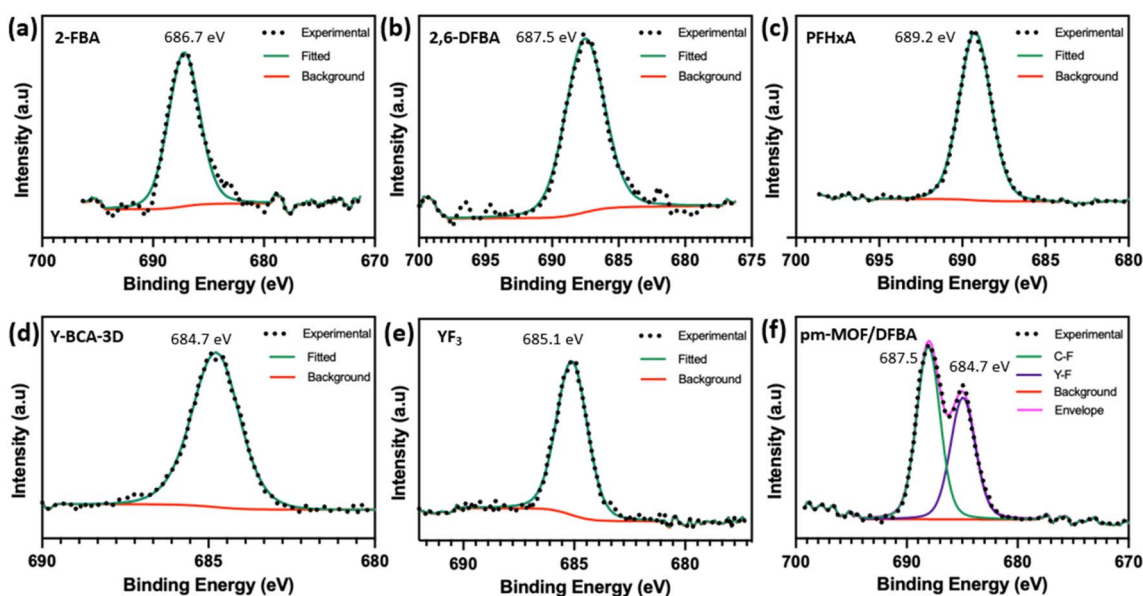 (a)
2-FBA
686.7 eV
Experimental
Fitted
Background
Intensity (a.u)
700 690 680 670
Binding Energy (eV)
(b)
2,6-DFBA
687.5 eV
Experimental
Fitted
Background
Intensity (a.u)
700 695 690 685 680 675
Binding Energy (eV)
(c)
PFHxA
689.2 eV
Experimental
Fitted
Background
Intensity (a.u)
700 695 690 685 680
Binding Energy (eV)
(d)
Y-BCA-3D
684.7 eV
Experimental
Fitted
Background
Intensity (a.u)
690 685 680
Binding Energy (eV)
(e)
YF₃
685.1 eV
Experimental
Fitted
Background
Intensity (a.u)
690 685 680
Binding Energy (eV)
(f)
pm-MOF/DFBA
687.5
684.7 eV
Experimental
C-F
Y-F
Background
Envelope
Intensity (a.u)
700 690 680 670
Binding Energy (eV)